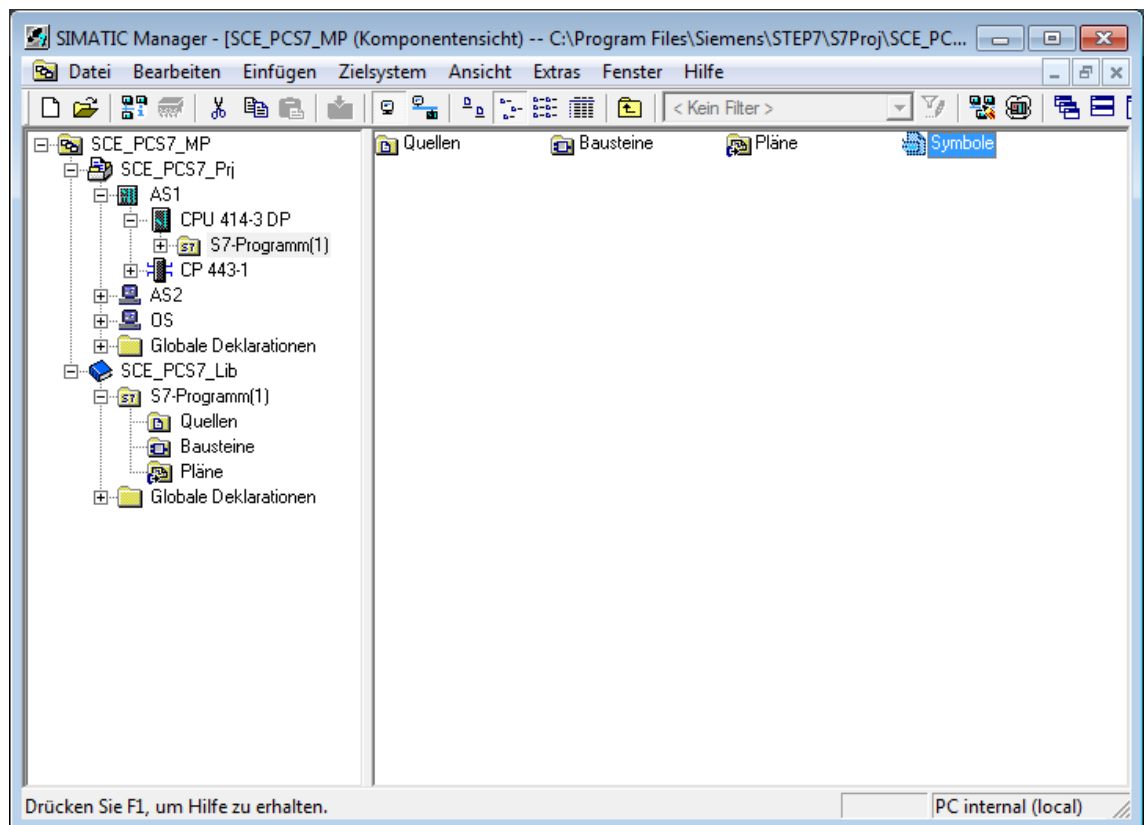 SIMATIC Manager - [SCE_PCS7_MP (Komponentensicht) -- C:\Program Files\Siemens\STEP7\S7Proj\SCE_PC...
Datei Bearbeiten Einfügen Zielsystem Ansicht Extras Fenster Hilfe
< Kein Filter >
SCE_PCS7_MP
SCE_PCS7_Prj
AS1
CPU 414-3 DP
S7-Programm(1)
CP 443-1
AS2
OS
Globale Deklarationen
SCE_PCS7_Lib
S7-Programm(1)
Quellen
Bausteine
Pläne
Globale Deklarationen
Quellen Bausteine Pläne Symbole
Drücken Sie F1, um Hilfe zu erhalten. PC internal (local)